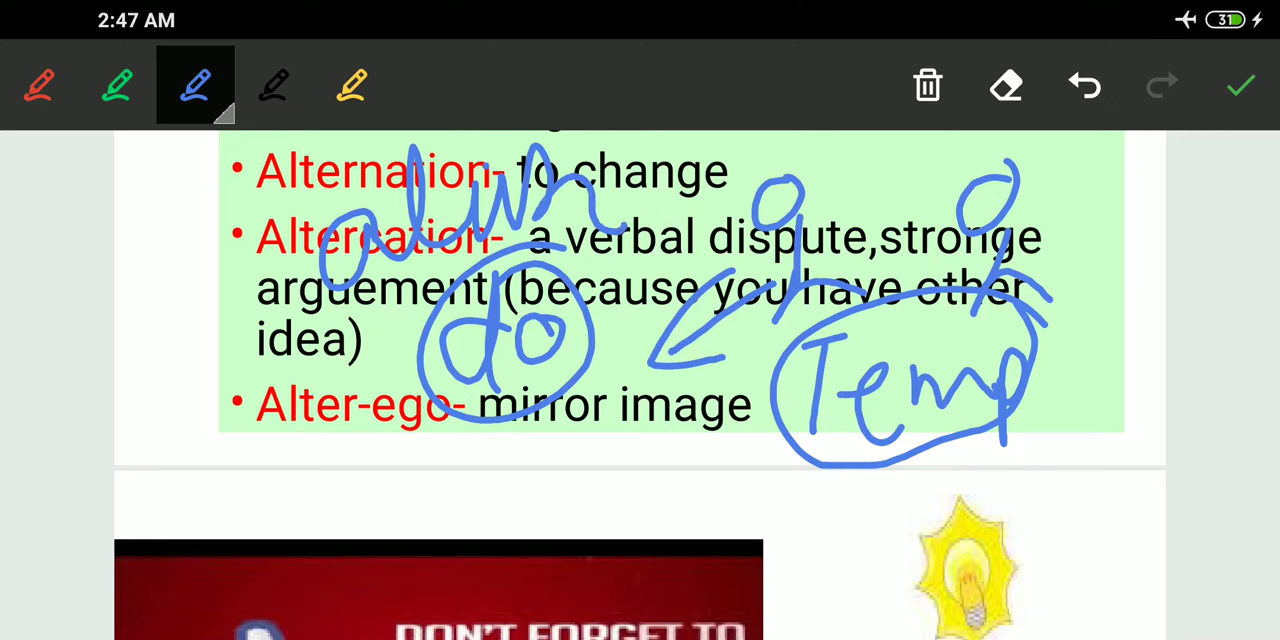 2:47 AM
31
• Alternation- to change
• Altercation- a verbal dispute,stronge
arguement (because you have other
idea)
• Alter-ego- mirror image
do
Temp
DON'T FORGET TO